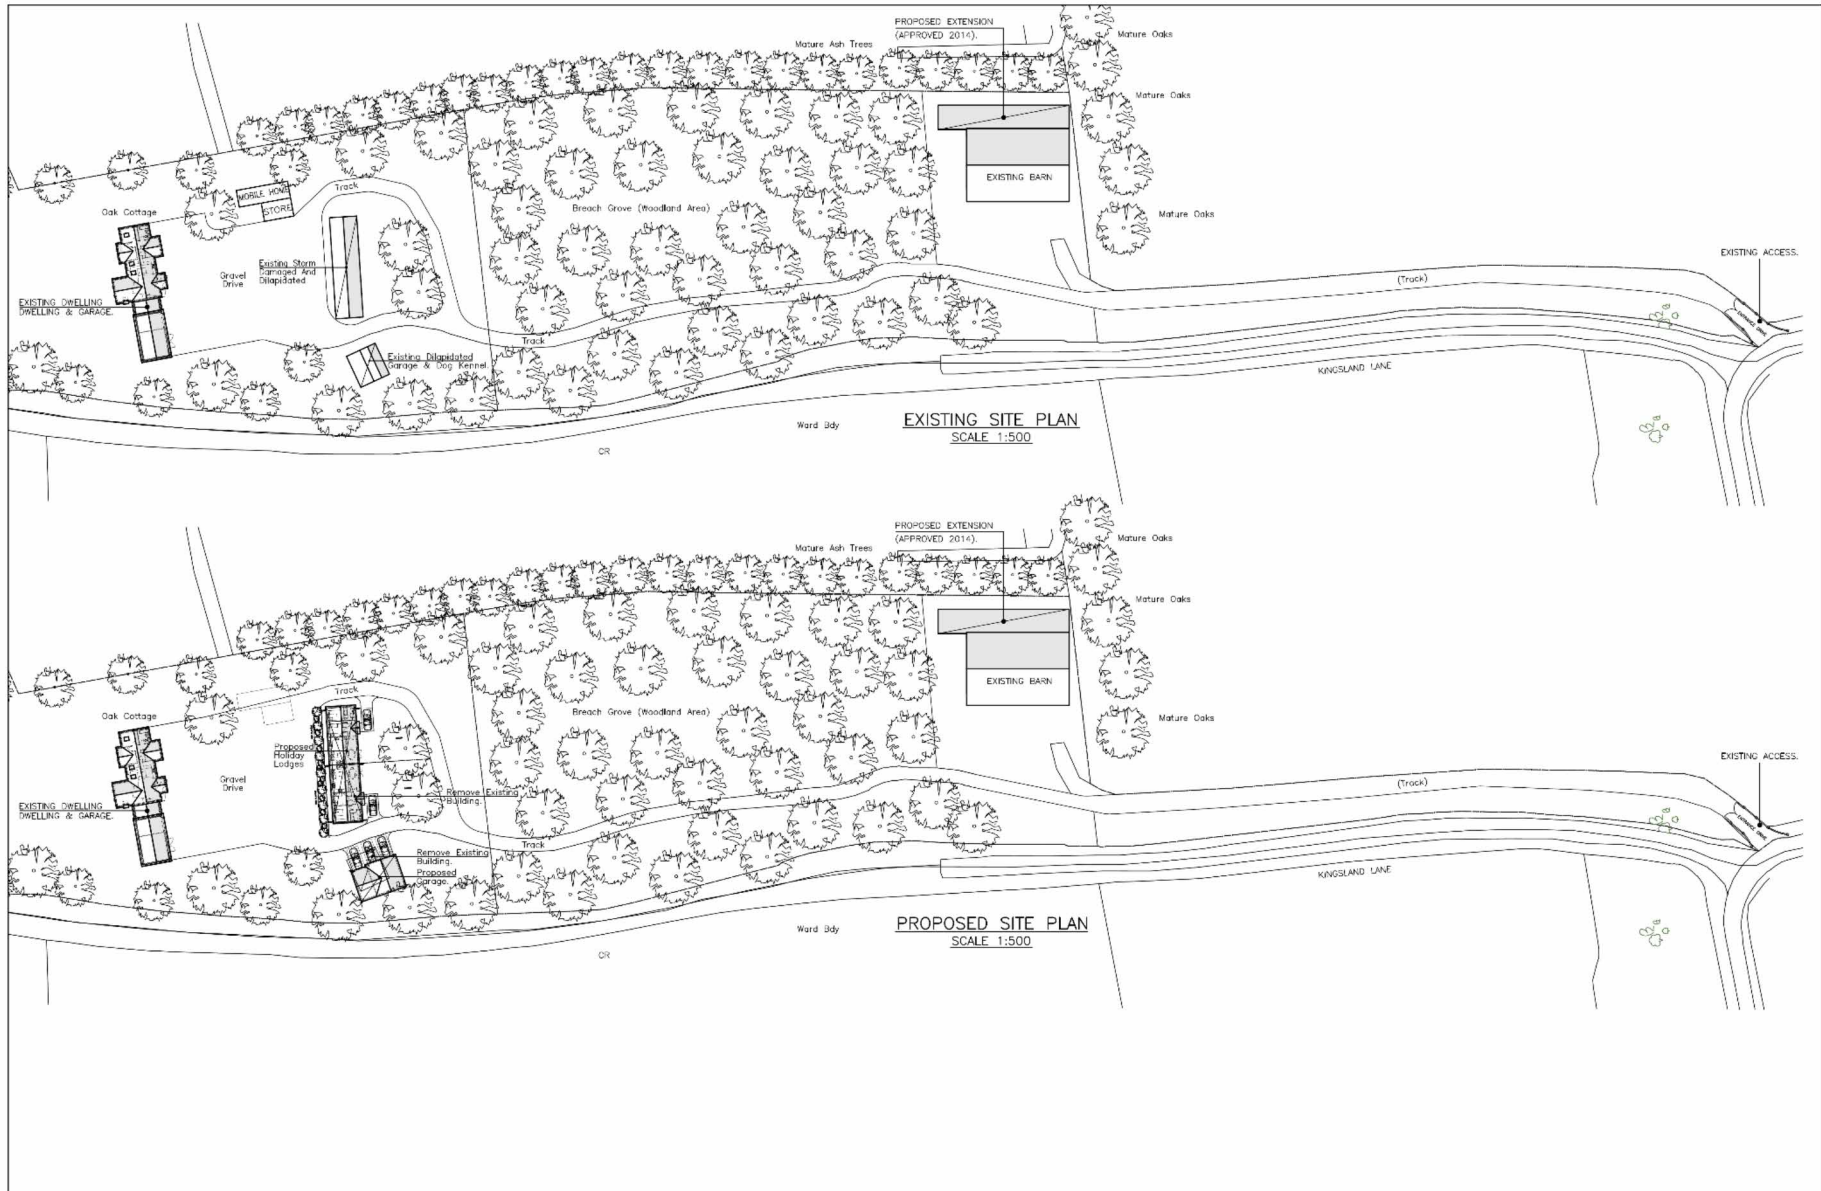 PROPOSED EXTENSION
(APPROVED 2014).
Mature Ash Trees
Mature Oaks
Mature Oaks
MOBILE HOME
STORE
Track
EXISTING BARN
Oak Cottage
Breach Grove (Woodland Area)
Mature Oaks
Existing Storm
Damaged And
Dilapidated
Gravel
Drive
EXISTING ACCESS.
(Track)
EXISTING DWELLING
DWELLING & GARAGE.
ENTRANCE DRIVE
Track
Existing Dilapidated
Garage & Dog Kennel.
KINGSLAND LANE
EXISTING SITE PLAN
SCALE 1:500
Ward Bdy
CR
PROPOSED EXTENSION
(APPROVED 2014).
Mature Ash Trees
Mature Oaks
Mature Oaks
Track
EXISTING BARN
Oak Cottage
Breach Grove (Woodland Area)
Mature Oaks
Proposed
Holiday
Lodges
Gravel
Drive
EXISTING ACCESS.
(Track)
Remove Existing
Building.
EXISTING DWELLING
DWELLING & GARAGE.
ENTRANCE DRIVE
Track
Remove Existing
Building.
Proposed
Garage.
KINGSLAND LANE
PROPOSED SITE PLAN
SCALE 1:500
Ward Bdy
CR